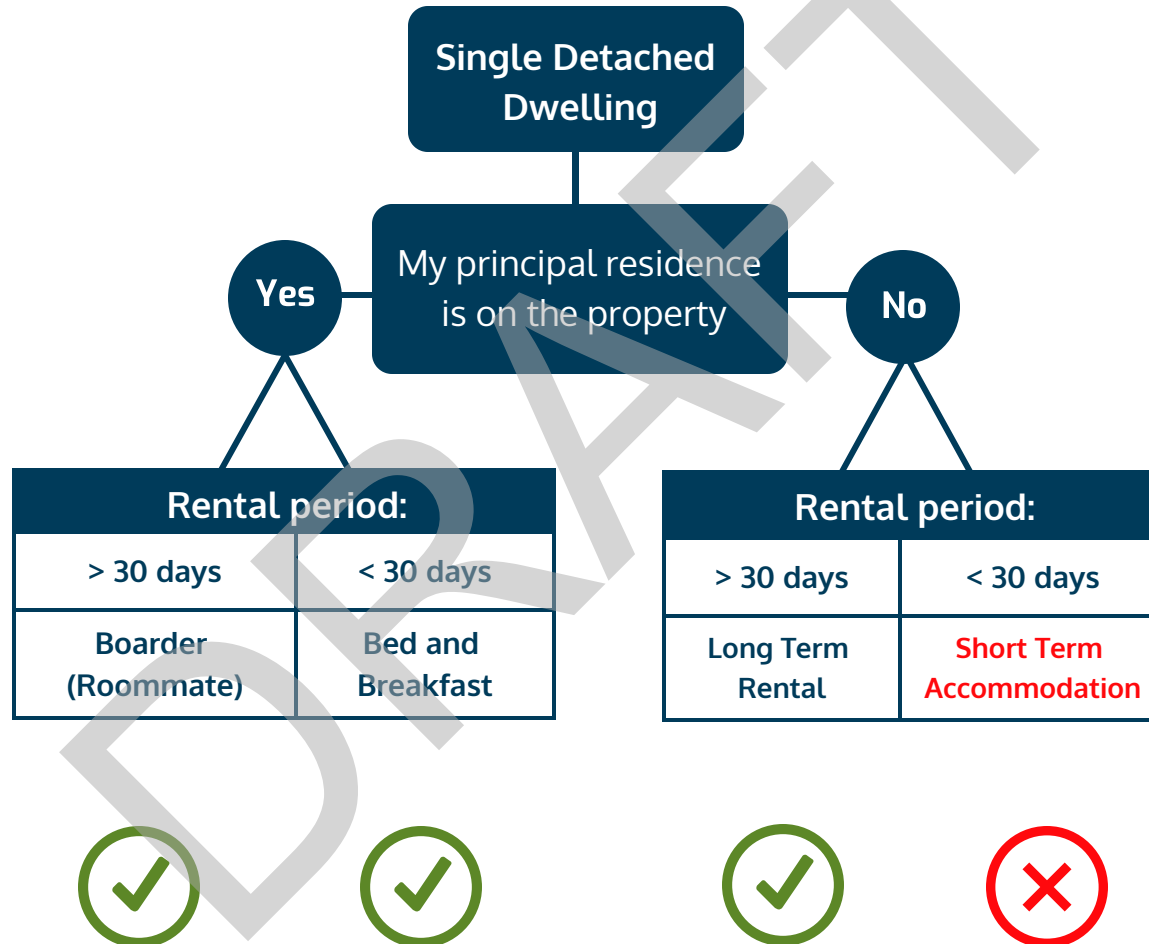 Single Detached
Dwelling
My principal residence
is on the property
Yes
No
Rental period:
> 30 days
< 30 days
Boarder
(Roommate)
Bed and
Breakfast
Rental period:
> 30 days
< 30 days
Long Term
Rental
Short Term
Accommodation
DRAFT